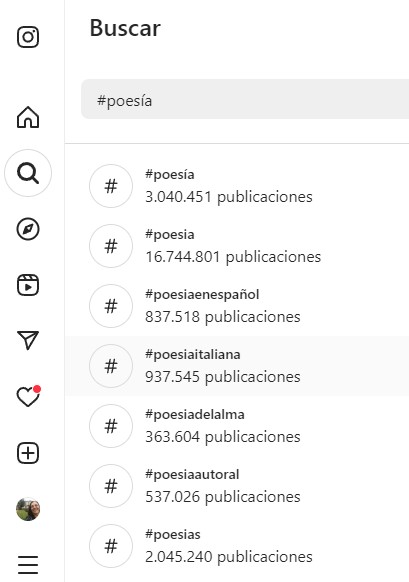 Buscar
#poesía
#poesía
3.040.451 publicaciones
#poesia
16.744.801 publicaciones
#poesiaenespañol
837.518 publicaciones
#poesiaitaliana
937.545 publicaciones
#poesiadelalma
363.604 publicaciones
#poesiaautoral
537.026 publicaciones
#poesias
2.045.240 publicaciones